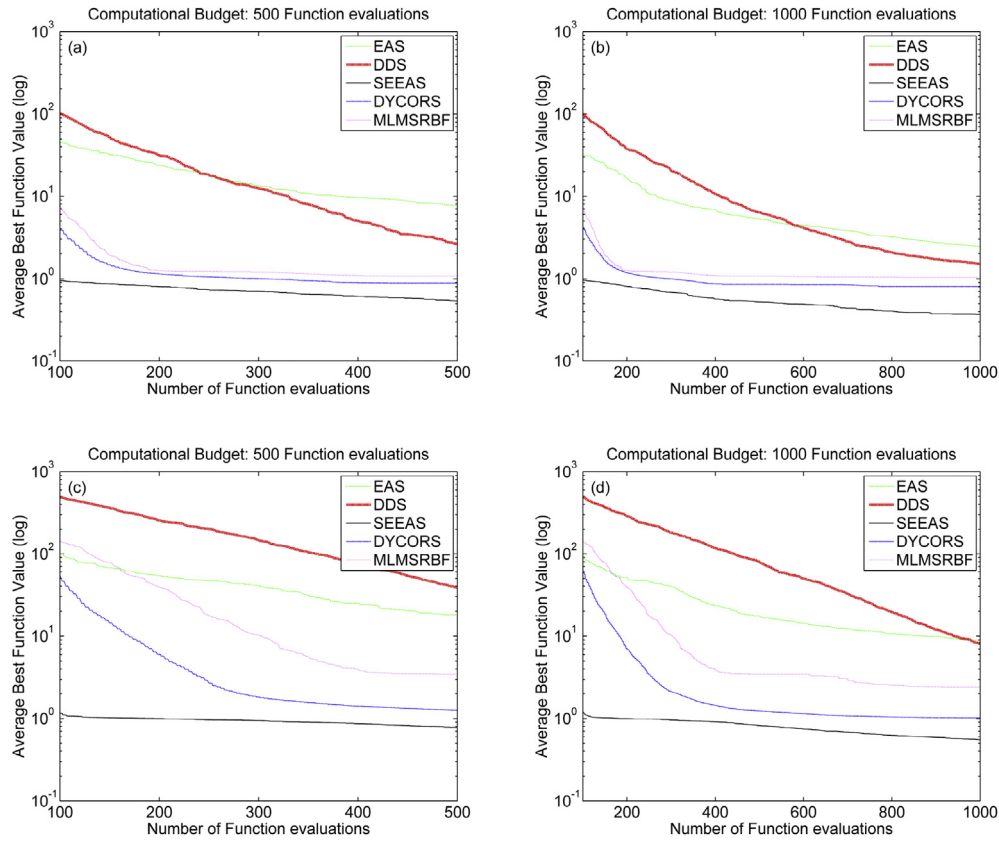 Computational Budget: 500 Function evaluations
Average Best Function Value (log)
10^3
10^2
10^1
10^0
10^-1
(a)
EAS
DDS
SEEAS
DYCORS
MLMSRBF
100 200 300 400 500
Number of Function evaluations
Computational Budget: 1000 Function evaluations
Average Best Function Value (log)
10^3
10^2
10^1
10^0
10^-1
(b)
EAS
DDS
SEEAS
DYCORS
MLMSRBF
200 400 600 800 1000
Number of Function evaluations
Computational Budget: 500 Function evaluations
Average Best Function Value (log)
10^3
10^2
10^1
10^0
10^-1
(c)
EAS
DDS
SEEAS
DYCORS
MLMSRBF
100 200 300 400 500
Number of Function evaluations
Computational Budget: 1000 Function evaluations
Average Best Function Value (log)
10^3
10^2
10^1
10^0
10^-1
(d)
EAS
DDS
SEEAS
DYCORS
MLMSRBF
200 400 600 800 1000
Number of Function evaluations